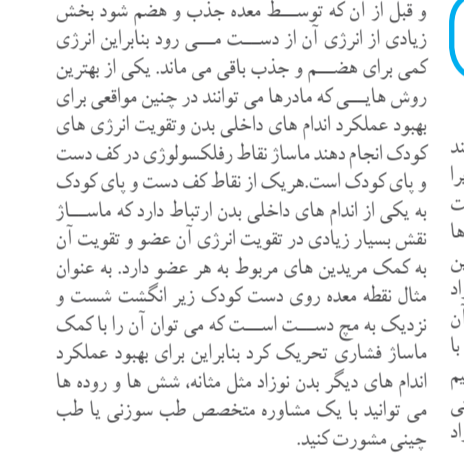 و قبل از آن که توسط معده جذب و هضم شود بخش
زیادی از انرژی آن از دست می رود بنابراین انرژی
کمی برای هضم و جذب باقی می ماند. یکی از بهترین
روش هایی که مادرها می توانند در چنین مواقعی برای
بهبود عملکرد اندام های داخلی بدن وتقویت انرژی های
کودک انجام دهند ماساژ نقاط رفلکسولوژی در کف دست
و پای کودک است.هریک از نقاط کف دست و پای کودک
به یکی از اندام های داخلی بدن ارتباط دارد که ماساژ
نقش بسیار زیادی در تقویت انرژی آن عضو و تقویت آن
به کمک مریدین های مربوط به هر عضو دارد. به عنوان
مثال نقطه معده روی دست کودک زیر انگشت شست و
نزدیک به مچ دست است که می توان آن را با کمک
ماساژ فشاری تحریک کرد بنابراین برای بهبود عملکرد
اندام های دیگر بدن نوزاد مثل مثانه، شش ها و روده ها
می توانید با یک مشاوره متخصص طب سوزنی یا طب
چینی مشورت کنید.